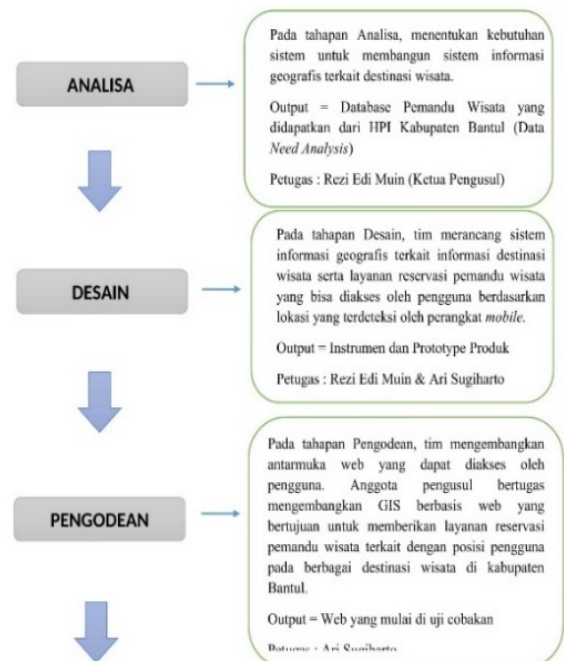 ANALISA
Pada tahapan Analisa, menentukan kebutuhan
sistem untuk membangun sistem informasi
geografis terkait destinasi wisata.
Output = Database Pemandu Wisata yang
didapatkan dari HPI Kabupaten Bantul (Data
Need Analysis)
Petugas : Rezi Edi Muin (Ketua Pengusul)
DESAIN
Pada tahapan Desain, tim merancang sistem
informasi geografis terkait informasi destinasi
wisata serta layanan reservasi pemandu wisata
yang bisa diakses oleh pengguna berdasarkan
lokasi yang terdeteksi oleh perangkat mobile.
Output = Instrumen dan Prototype Produk
Petugas : Rezi Edi Muin & Ari Sugiharto
PENGODEAN
Pada tahapan Pengodean, tim mengembangkan
antarmuka web yang dapat diakses oleh
pengguna. Anggota pengusul bertugas
mengembangkan GIS berbasis web yang
bertujuan untuk memberikan layanan reservasi
pemandu wisata terkait dengan posisi pengguna
pada berbagai destinasi wisata di kabupaten
Bantul.
Output = Web yang mulai di uji cobakan
Petugas : Ari Sugiharto